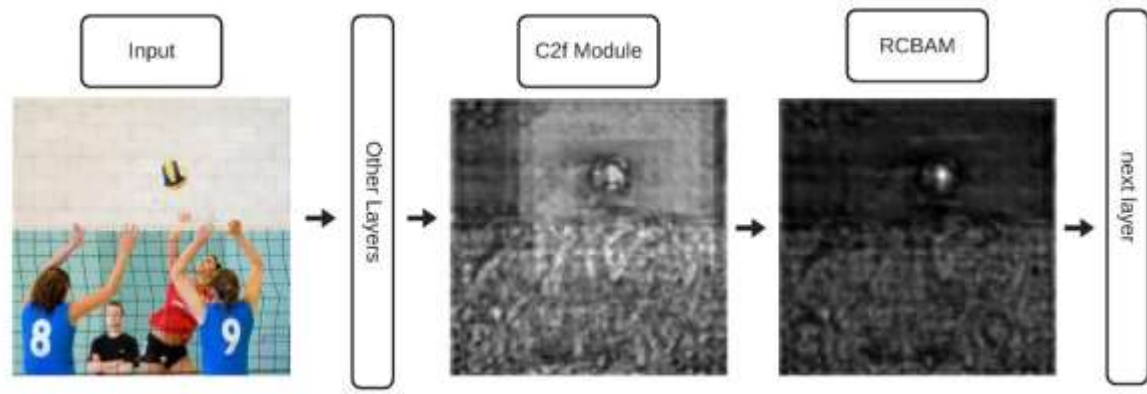 Input
C2f Module
RCBAM
Other Layers
next layer
8
9